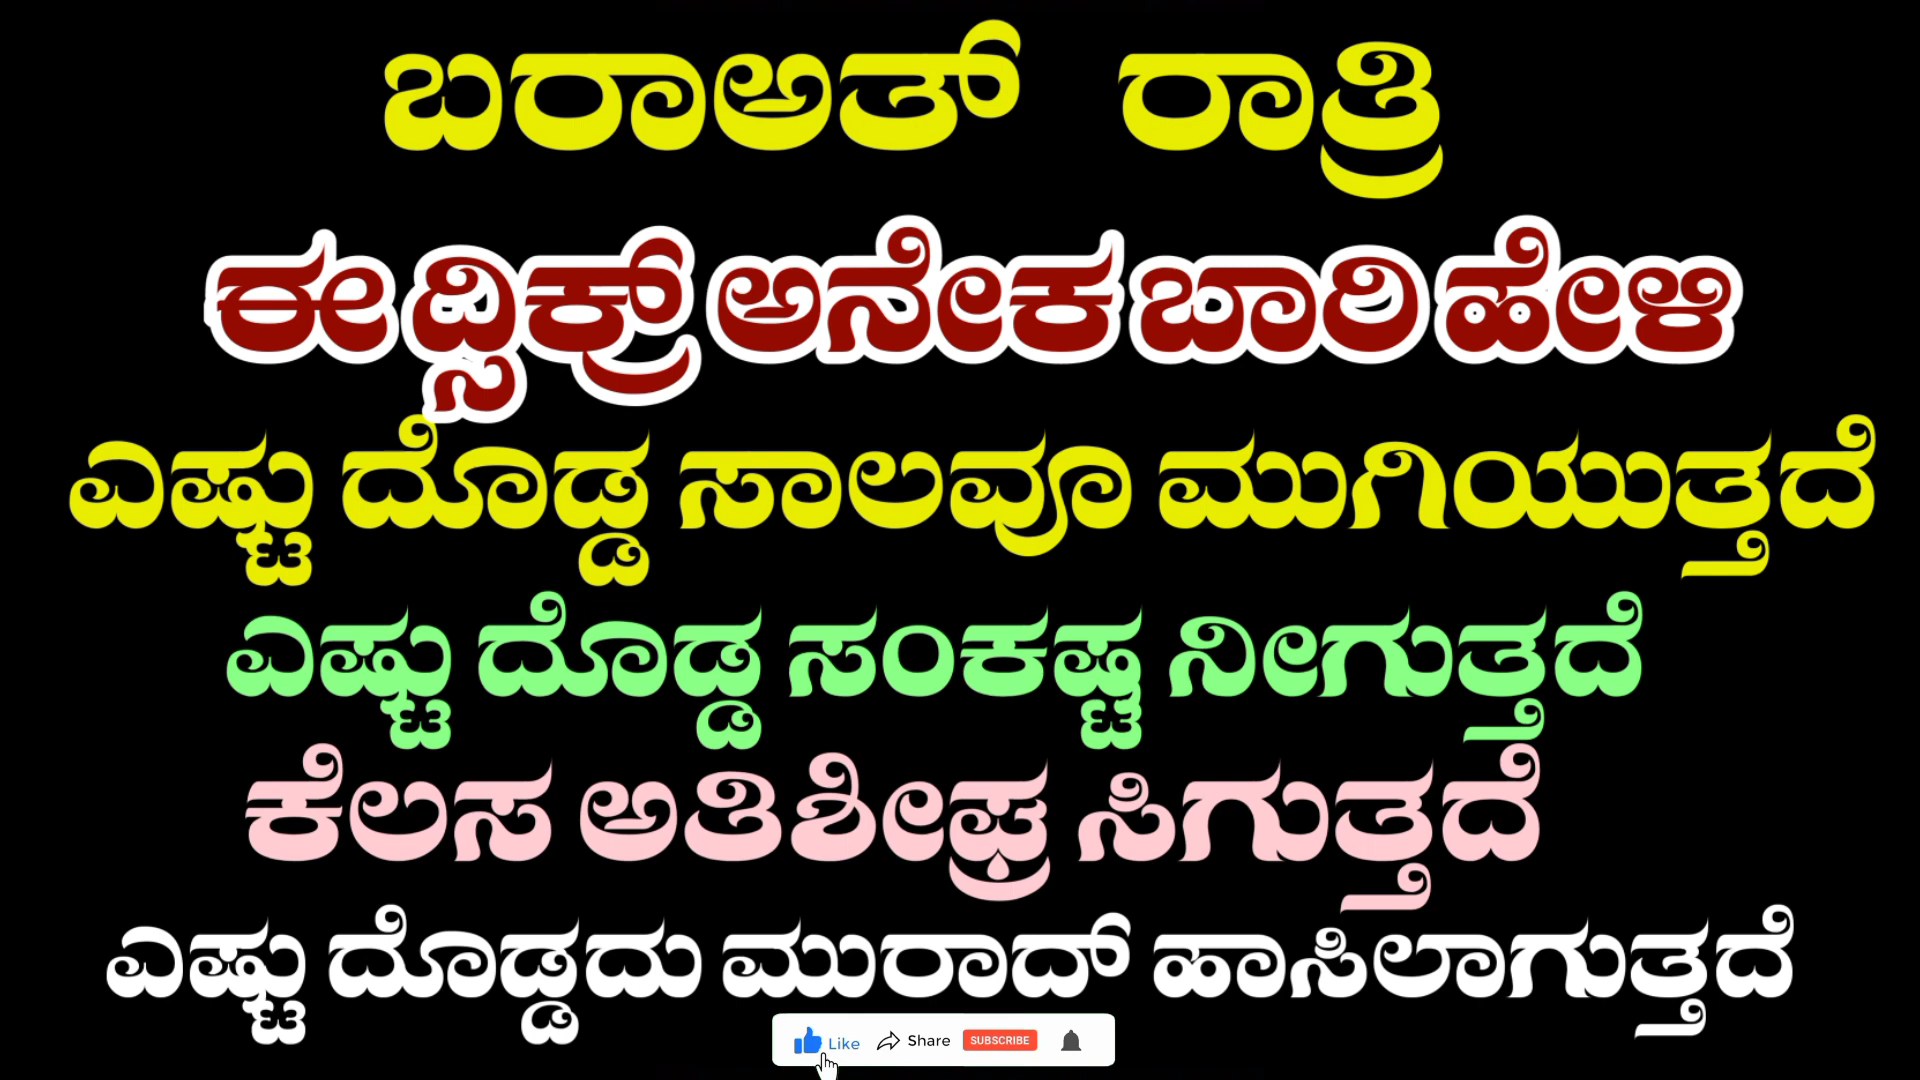 ಬರಾಅತ್ ರಾತ್ರಿ
ಈ ದ್ಸಿಕ್ರ್ ಅನೇಕ ಬಾರಿ ಹೇಳಿ
ಎಷ್ಟು ದೊಡ್ಡ ಸಾಲವೂ ಮುಗಿಯುತ್ತದೆ
ಎಷ್ಟು ದೊಡ್ಡ ಸಂಕಷ್ಟ ನೀಗುತ್ತದೆ
ಕೆಲಸ ಅತಿಶೀಘ್ರ ಸಿಗುತ್ತದೆ
ಎಷ್ಟು ದೊಡ್ಡದು ಮುರಾದ್ ಹಾಸಿಲಾಗುತ್ತದೆ
Like Share SUBSCRIBE